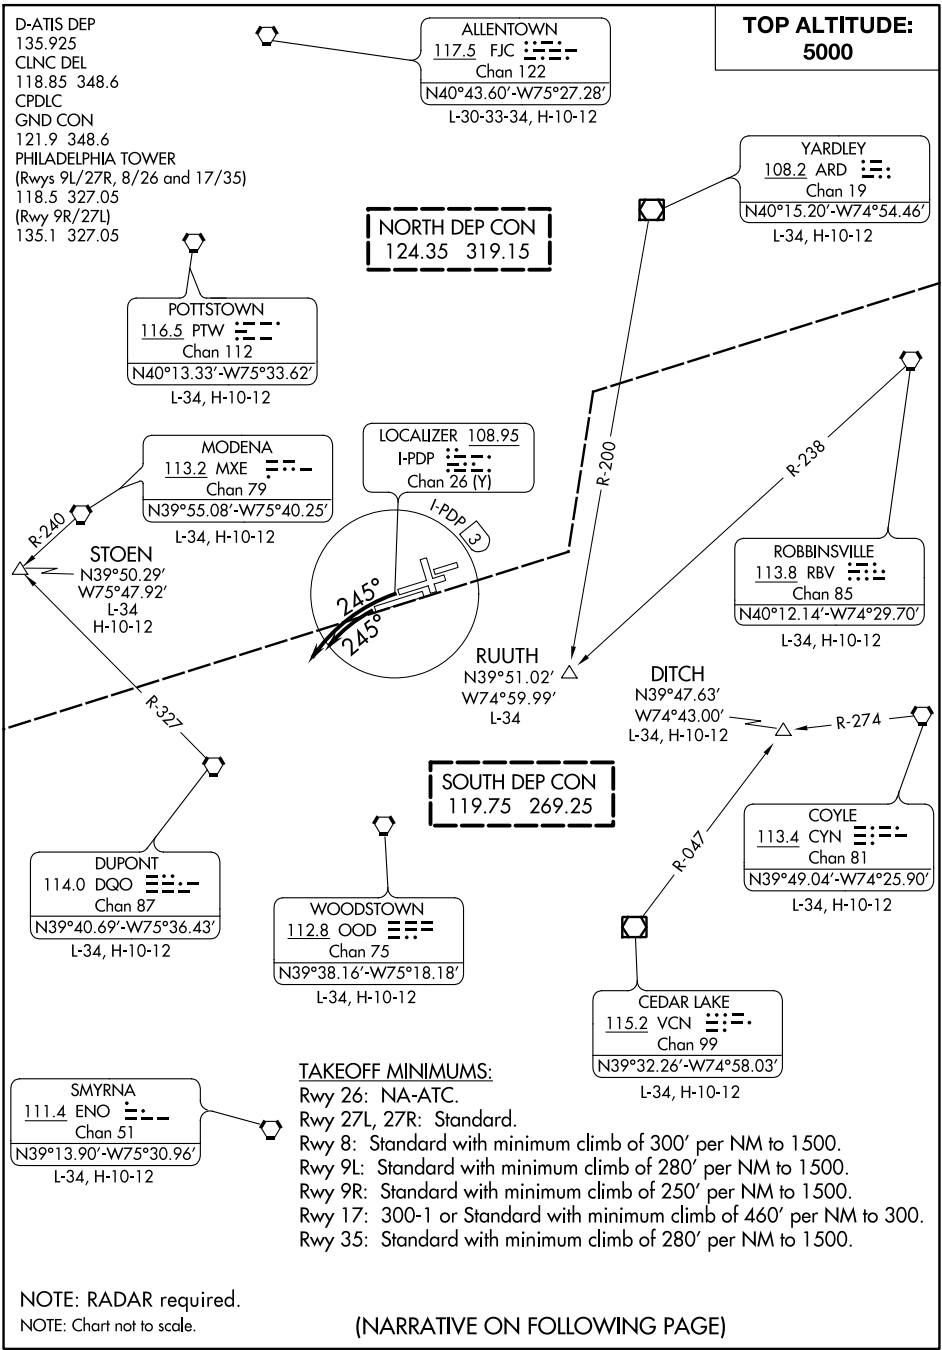 D-ATIS DEP
135.925
CLNC DEL
118.85 348.6
CPDLC
GND CON
121.9 348.6
PHILADELPHIA TOWER
(Rwys 9L/27R, 8/26 and 17/35)
118.5 327.05
(Rwy 9R/27L)
135.1 327.05
ALLENTOWN
117.5 FJC
Chan 122
N40°43.60'-W75°27.28'
L-30-33-34, H-10-12
TOP ALTITUDE:
5000
YARDLEY
108.2 ARD
Chan 19
N40°15.20'-W74°54.46'
L-34, H-10-12
NORTH DEP CON
124.35 319.15
POTTSTOWN
116.5 PTW
Chan 112
N40°13.33'-W75°33.62'
L-34, H-10-12
MODENA
113.2 MXE
Chan 79
N39°55.08'-W75°40.25'
L-34, H-10-12
LOCALIZER 108.95
I-PDP
Chan 26 (Y)
I-PDP 3
R-200
R-238
R-240
STOEN
N39°50.29'
W75°47.92'
L-34
H-10-12
245°
245°
ROBBINSVILLE
113.8 RBV
Chan 85
N40°12.14'-W74°29.70'
L-34, H-10-12
RUUTH
N39°51.02'
W74°59.99'
L-34
DITCH
N39°47.63'
W74°43.00'
L-34, H-10-12
R-274
R-327
SOUTH DEP CON
119.75 269.25
R-047
COYLE
113.4 CYN
Chan 81
N39°49.04'-W74°25.90'
L-34, H-10-12
DUPONT
114.0 DQO
Chan 87
N39°40.69'-W75°36.43'
L-34, H-10-12
WOODSTOWN
112.8 OOD
Chan 75
N39°38.16'-W75°18.18'
L-34, H-10-12
CEDAR LAKE
115.2 VCN
Chan 99
N39°32.26'-W74°58.03'
L-34, H-10-12
SMYRNA
111.4 ENO
Chan 51
N39°13.90'-W75°30.96'
L-34, H-10-12
TAKEOFF MINIMUMS:
Rwy 26: NA-ATC.
Rwy 27L, 27R: Standard.
Rwy 8: Standard with minimum climb of 300' per NM to 1500.
Rwy 9L: Standard with minimum climb of 280' per NM to 1500.
Rwy 9R: Standard with minimum climb of 250' per NM to 1500.
Rwy 17: 300-1 or Standard with minimum climb of 460' per NM to 300.
Rwy 35: Standard with minimum climb of 280' per NM to 1500.
NOTE: RADAR required.
NOTE: Chart not to scale.
(NARRATIVE ON FOLLOWING PAGE)